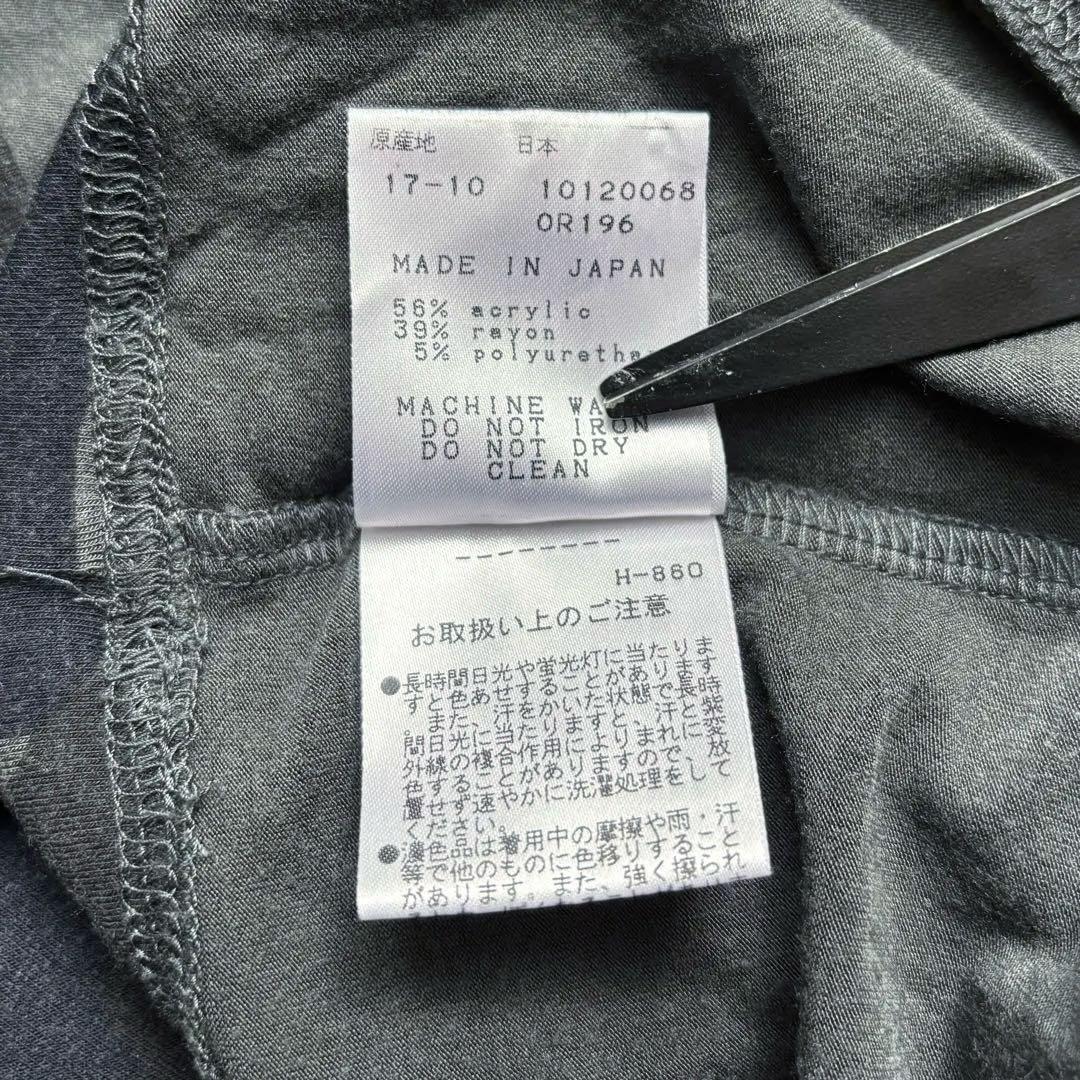 原産地 日本
17-10 10120068
OR196
MADE IN JAPAN
56% acrylic
39% rayon
5% polyuretha
MACHINE WA
DO NOT IRON
DO NOT DRY
CLEAN
--------
H-860
お取扱い上のご注意
●長時間日光や蛍光灯に当たりま
すと色あせするごとがあります
。また、汗をかいた状態で長時
間日光に当たりますと、汗と紫
外線の複合作用により、まれに変
色することがありますので、放
置せず速やかに洗濯処理をして
ください。
●濃色品は着用中の摩擦や雨・汗
等で他のものに色移りすること
があります。また、強く擦られ